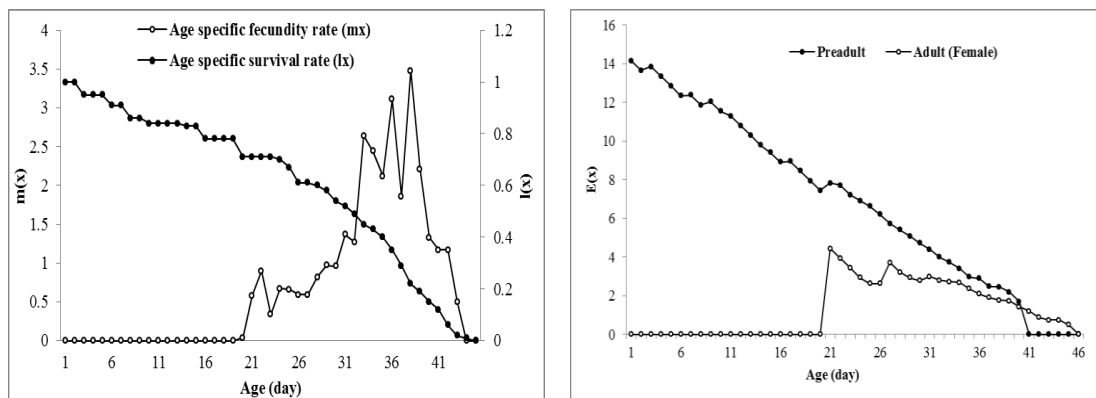 Age specific fecundity rate (mx)
Age specific survival rate (lx)
4
3.5
3
2.5
2
1.5
1
0.5
0
m(x)
1.2
1
0.8
0.6
0.4
0.2
0
l(x)
1 6 11 16 21 26 31 36 41
Age (day)
Preadult Adult (Female)
16
14
12
10
8
6
4
2
0
E(x)
1 6 11 16 21 26 31 36 41 46
Age (day)